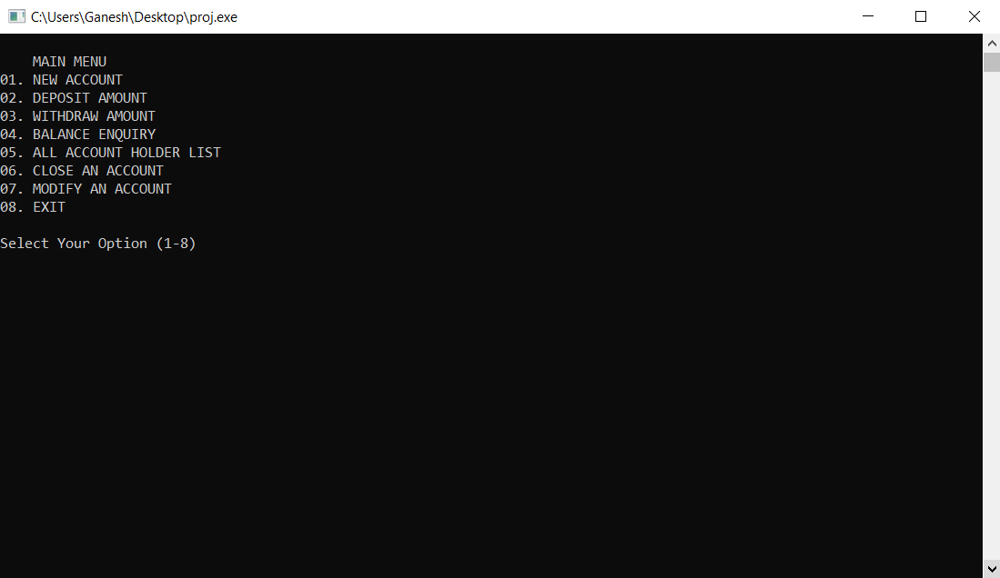 C:\Users\Ganesh\Desktop\proj.exe
MAIN MENU
01. NEW ACCOUNT
02. DEPOSIT AMOUNT
03. WITHDRAW AMOUNT
04. BALANCE ENQUIRY
05. ALL ACCOUNT HOLDER LIST
06. CLOSE AN ACCOUNT
07. MODIFY AN ACCOUNT
08. EXIT
Select Your Option (1-8)